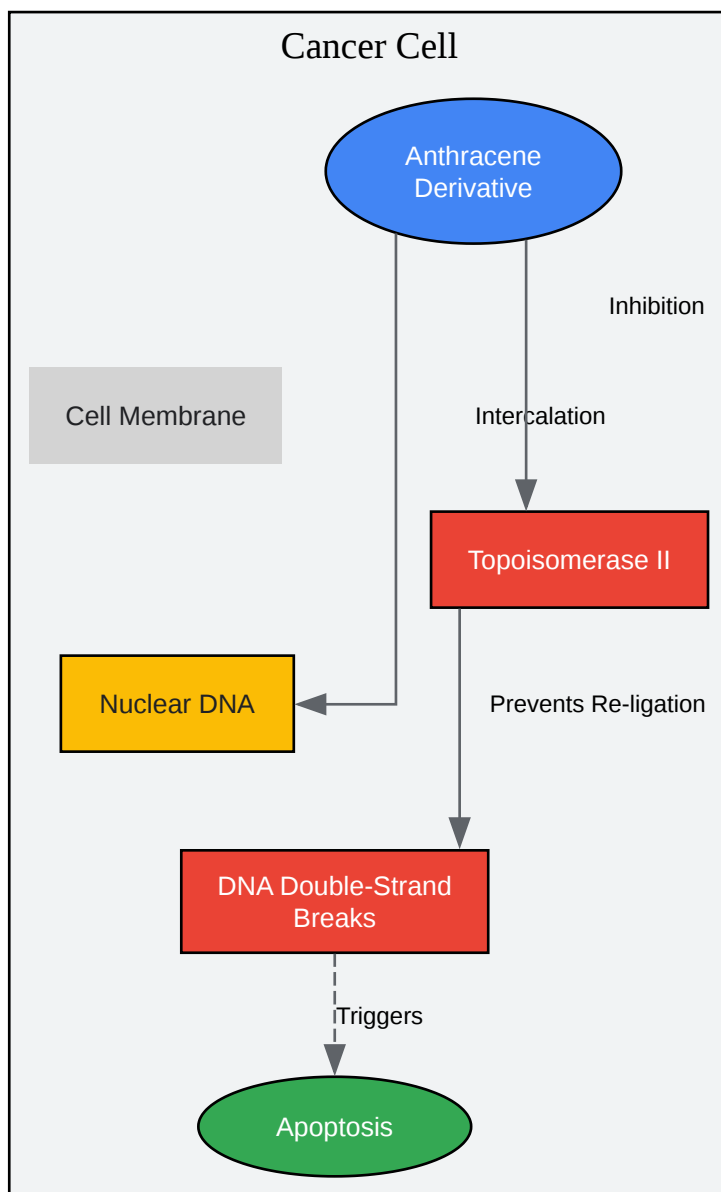 Cancer Cell
Anthracene
Derivative
Inhibition
Cell Membrane
Intercalation
Topoisomerase II
Nuclear DNA
Prevents Re-ligation
DNA Double-Strand
Breaks
Triggers
Apoptosis